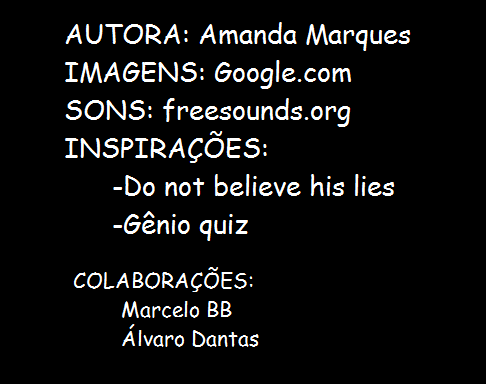 AUTORA: Amanda Marques
IMAGENS: Google.com
SONS: freesounds.org
INSPIRAÇÕES:
-Do not believe his lies
-Gênio quiz
COLABORAÇÕES:
Marcelo BB
Álvaro Dantas